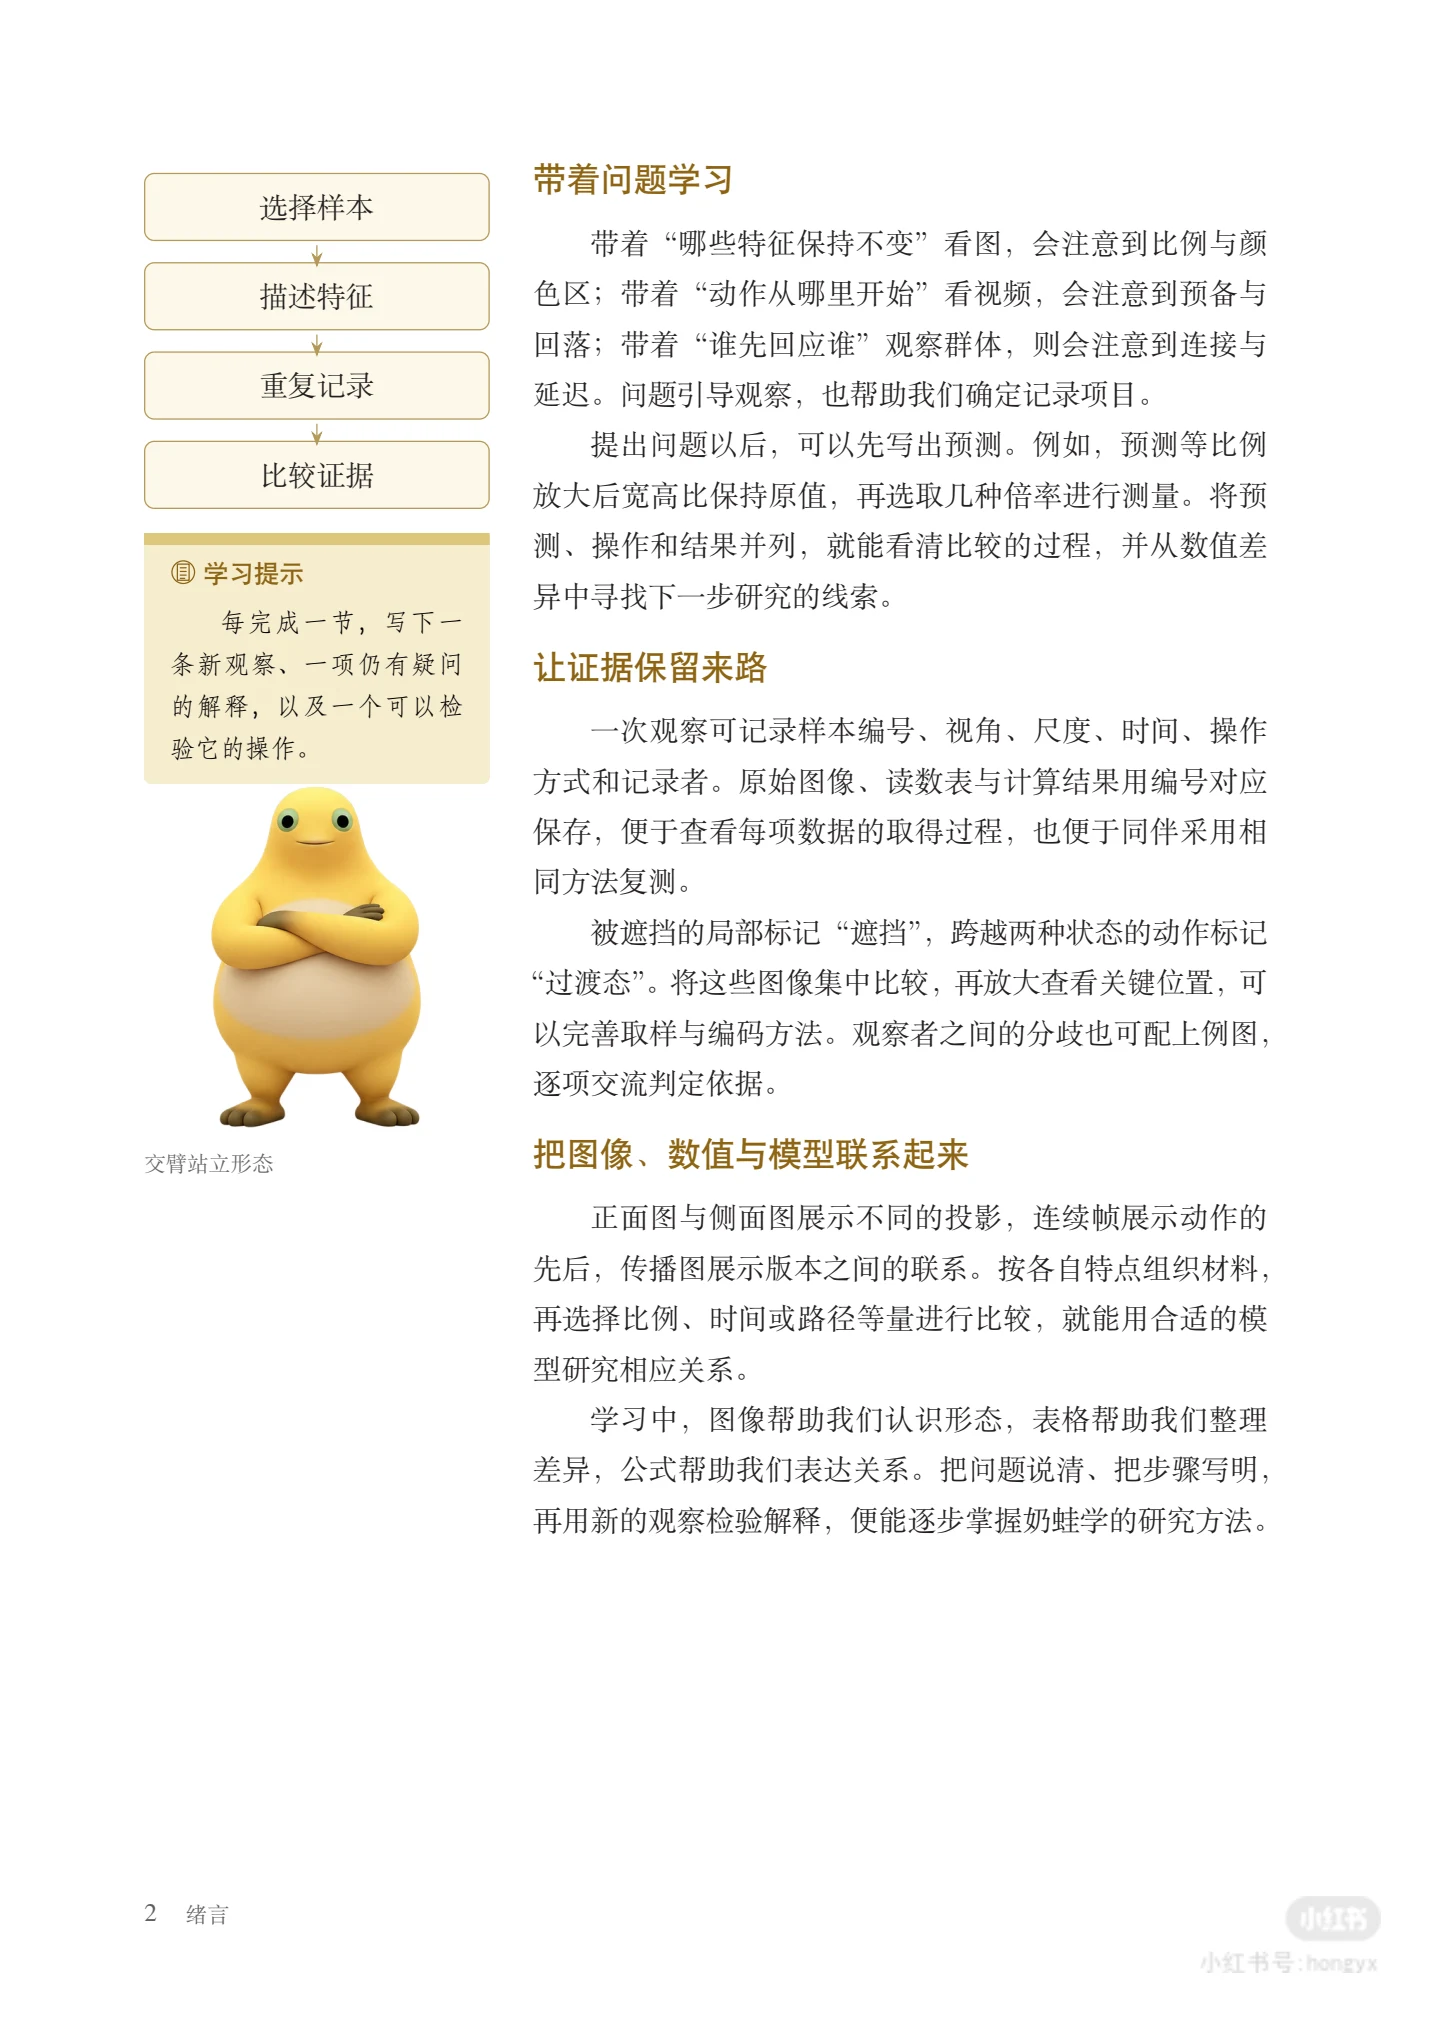 选择样本
描述特征
重复记录
比较证据
学习提示
每完成一节，写下一
条新观察、一项仍有疑问
的解释，以及一个可以检
验它的操作。
交臂站立形态
带着问题学习
带着“哪些特征保持不变”看图，会注意到比例与颜
色区；带着“动作从哪里开始”看视频，会注意到预备与
回落；带着“谁先回应谁”观察群体，则会注意到连接与
延迟。问题引导观察，也帮助我们确定记录项目。
提出问题以后，可以先写出预测。例如，预测等比例
放大后宽高比保持原值，再选取几种倍率进行测量。将预
测、操作和结果并列，就能看清比较的过程，并从数值差
异中寻找下一步研究的线索。
让证据保留来路
一次观察可记录样本编号、视角、尺度、时间、操作
方式和记录者。原始图像、读数表与计算结果用编号对应
保存，便于查看每项数据的取得过程，也便于同伴采用相
同方法复测。
被遮挡的局部标记“遮挡”，跨越两种状态的动作标记
“过渡态”。将这些图像集中比较，再放大查看关键位置，可
以完善取样与编码方法。观察者之间的分歧也可配上例图，
逐项交流判定依据。
把图像、数值与模型联系起来
正面图与侧面图展示不同的投影，连续帧展示动作的
先后，传播图展示版本之间的联系。按各自特点组织材料，
再选择比例、时间或路径等量进行比较，就能用合适的模
型研究相应关系。
学习中，图像帮助我们认识形态，表格帮助我们整理
差异，公式帮助我们表达关系。把问题说清、把步骤写明，
再用新的观察检验解释，便能逐步掌握奶蛙学的研究方法。
2 绪言
小红书
小红书号:hongyx